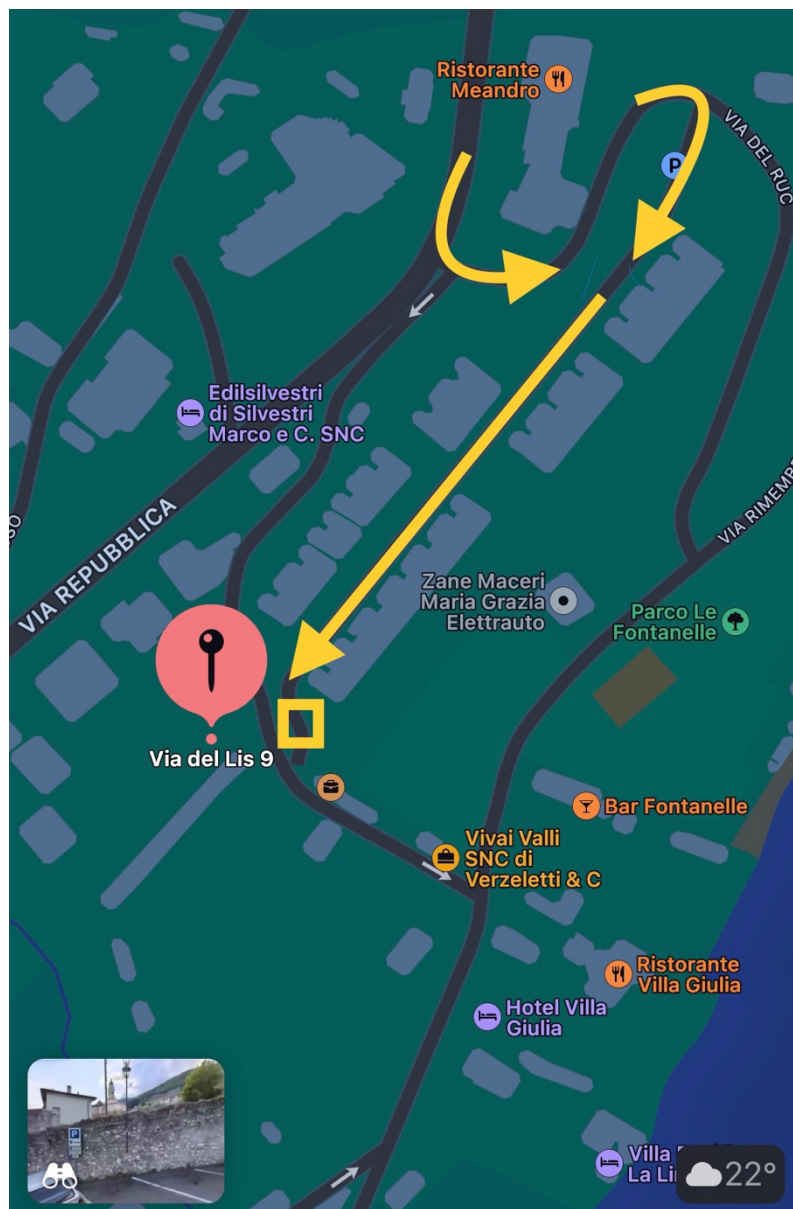 Ristorante
Meandro
P
VIA DEL RUC
Edilsilvestri
di Silvestri
Marco e C. SNC
VIA REPUBBLICA
VIA RIMEMB
Zane Maceri
Maria Grazia
Elettrauto
Parco Le
Fontanelle
Via del Lis 9
Bar Fontanelle
Vivai Valli
SNC di
Verzeletti & C
Ristorante
Villa Giulia
Hotel Villa
Giulia
P
Villa
La Li
22°